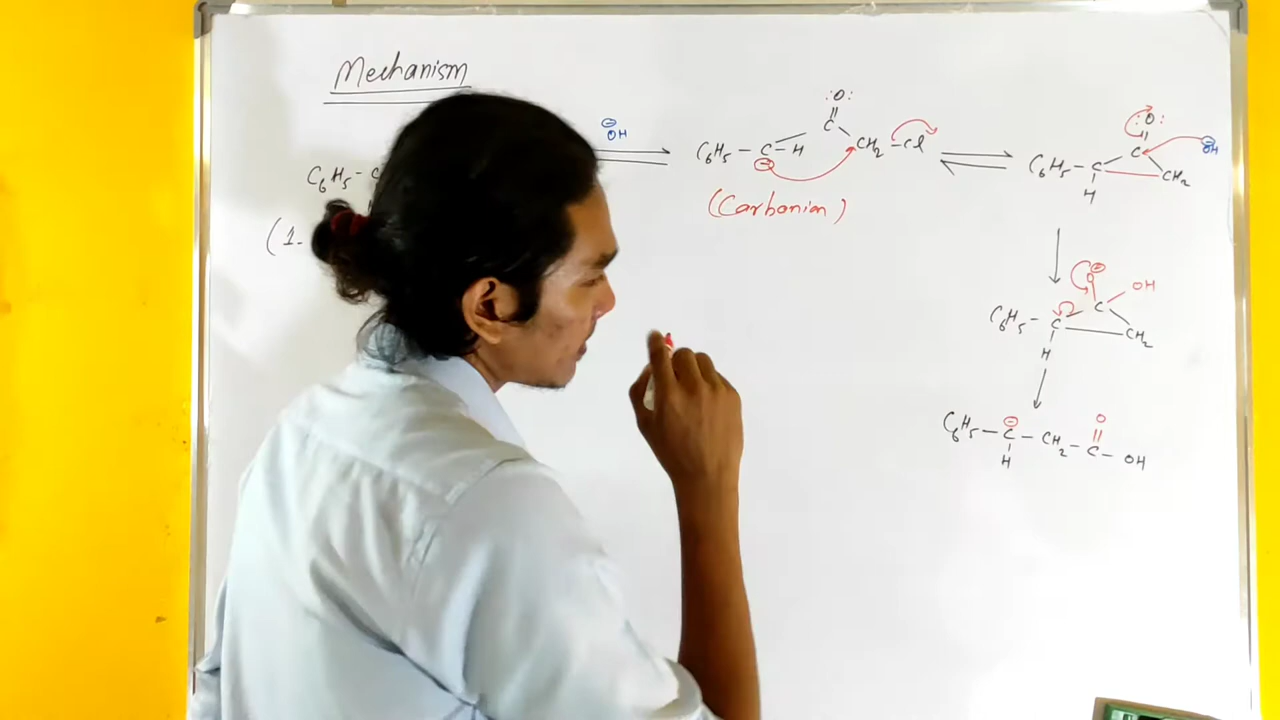 Mechanism
C6H5 - C
(1-
⊖
OH
:O:
||
C
C6H5 - C - H CH2 - Cl
⊖
(Carbanion)
:O:
||
C
⊖
OH
C6H5 - C CH2
|
H
⊖
O
C OH
C6H5 - C CH2
|
H
⊖ O
||
C6H5 - C - CH2 - C - OH
|
H